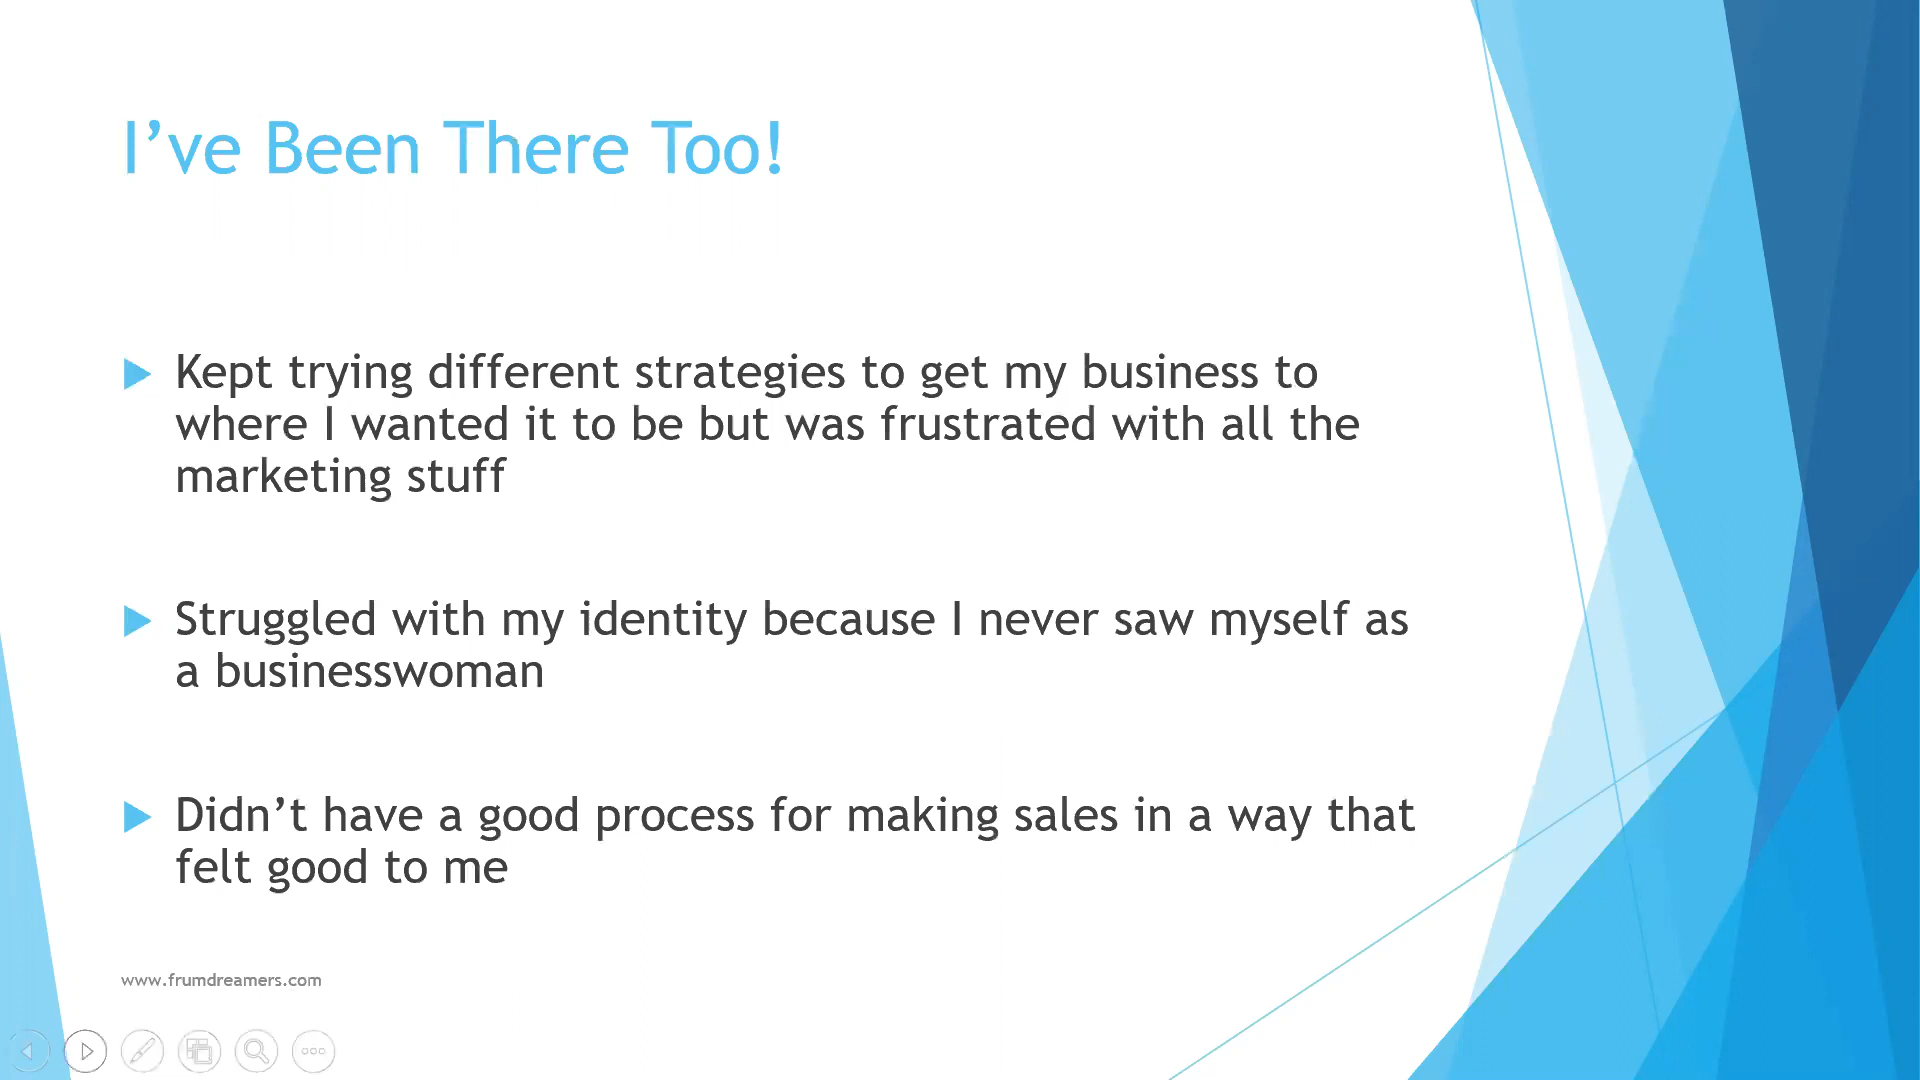 I’ve Been There Too!
Kept trying different strategies to get my business to
where I wanted it to be but was frustrated with all the
marketing stuff
Struggled with my identity because I never saw myself as
a businesswoman
Didn’t have a good process for making sales in a way that
felt good to me
www.frumdreamers.com